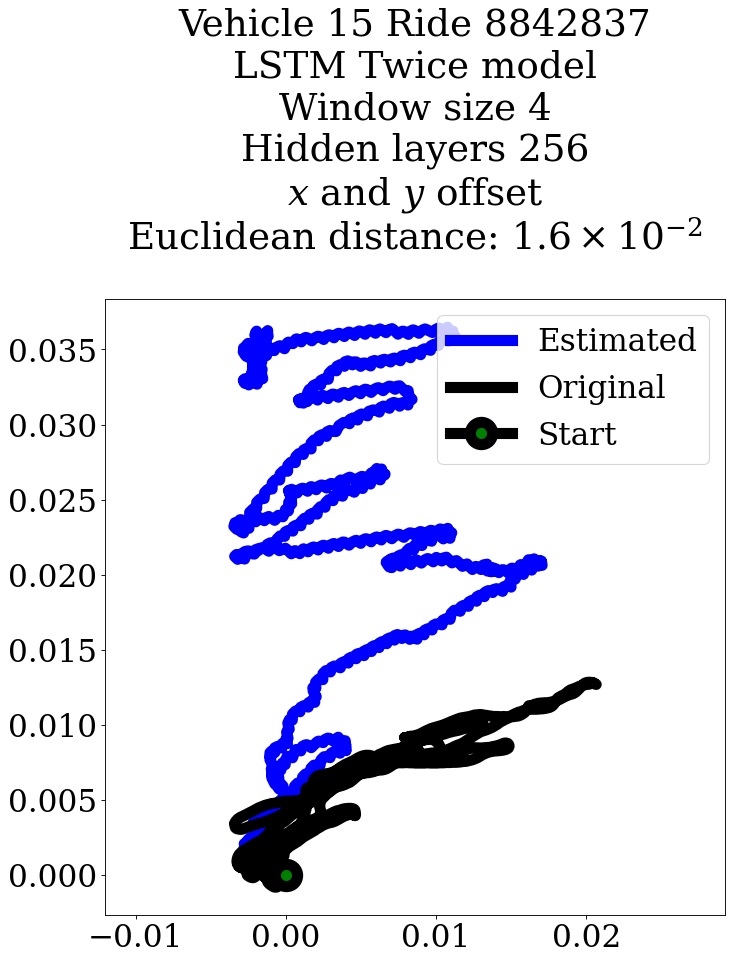 Vehicle 15 Ride 8842837
LSTM Twice model
Window size 4
Hidden layers 256
x and y offset
Euclidean distance: 1.6 × 10⁻²
Estimated
Original
Start
0.035
0.030
0.025
0.020
0.015
0.010
0.005
0.000
−0.01 0.00 0.01 0.02